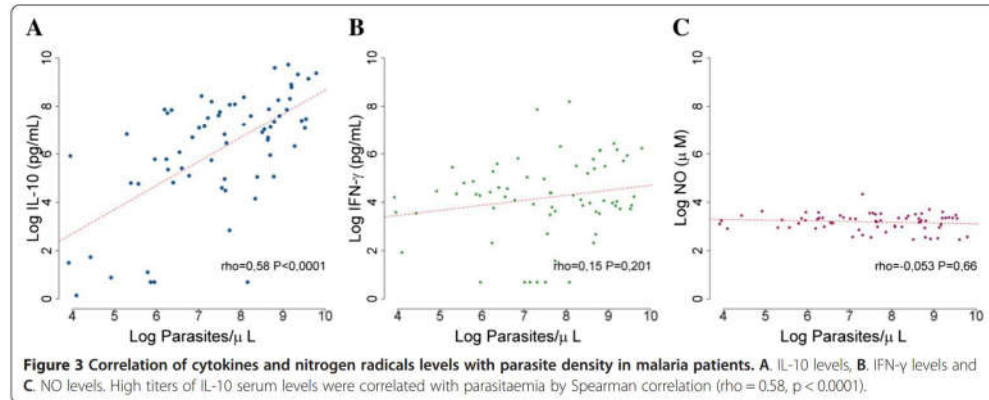 A
B
C
Log IL-10 (pg/mL)
0 2 4 6 8 10
rho=0,58 P<0,0001
4 5 6 7 8 9 10
Log Parasites/μ L
Log IFN-γ (pg/mL)
0 2 4 6 8 10
rho=0,15 P=0,201
4 5 6 7 8 9 10
Log Parasites/μ L
Log NO (μ M)
0 2 4 6 8 10
rho=-0,053 P=0,66
4 5 6 7 8 9 10
Log Parasites/μ L
Figure 3 Correlation of cytokines and nitrogen radicals levels with parasite density in malaria patients. A. IL-10 levels, B. IFN-γ levels and
C. NO levels. High titers of IL-10 serum levels were correlated with parasitaemia by Spearman correlation (rho = 0.58, p < 0.0001).